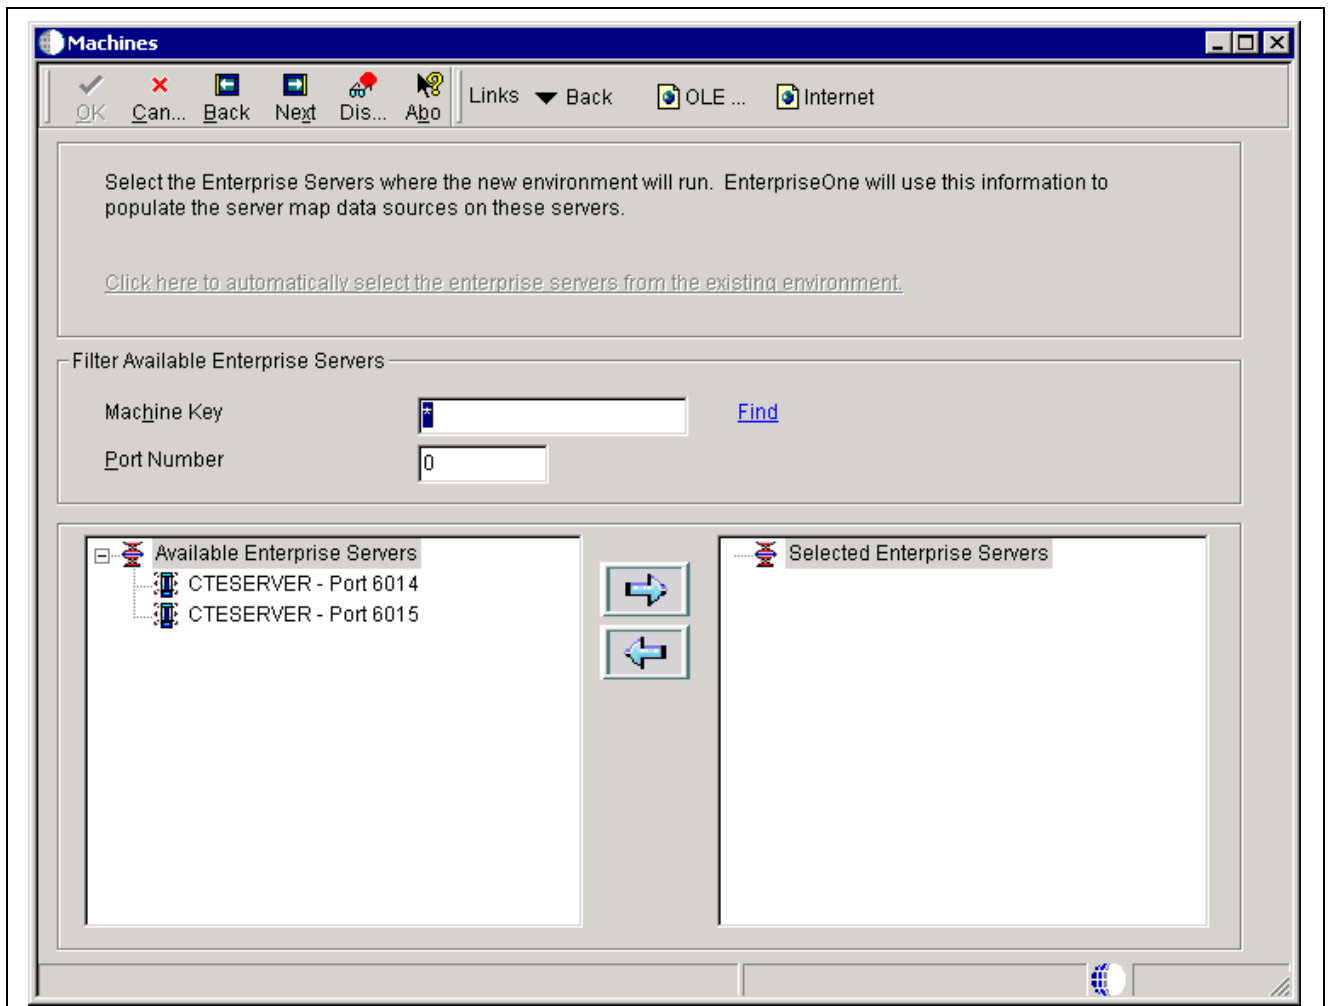 Machines
OK Can... Back Next Dis... Abo Links Back OLE ... Internet
Select the Enterprise Servers where the new environment will run. EnterpriseOne will use this information to
populate the server map data sources on these servers.
Click here to automatically select the enterprise servers from the existing environment.
Filter Available Enterprise Servers
Machine Key * Find
Port Number 0
Available Enterprise Servers
CTESERVER - Port 6014
CTESERVER - Port 6015
Selected Enterprise Servers